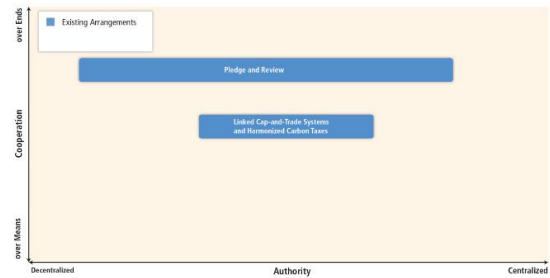 over Ends
Existing Arrangements
Pledge and Review
Linked Cap-and-Trade Systems
and Harmonized Carbon Taxes
Cooperation
over Means
Decentralized
Authority
Centralized